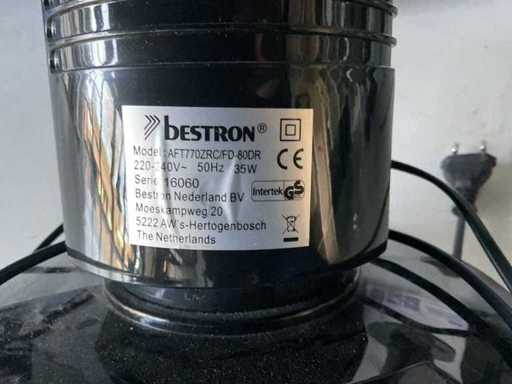 BESTRON®
Model: AFT770ZRC/FD-80DR
220-240V~ 50Hz 35W
Serie 16060
Bestron Nederland BV
Moeskampweg 20
5222 AW's-Hertogenbosch
The Netherlands
CE
Intertek GS